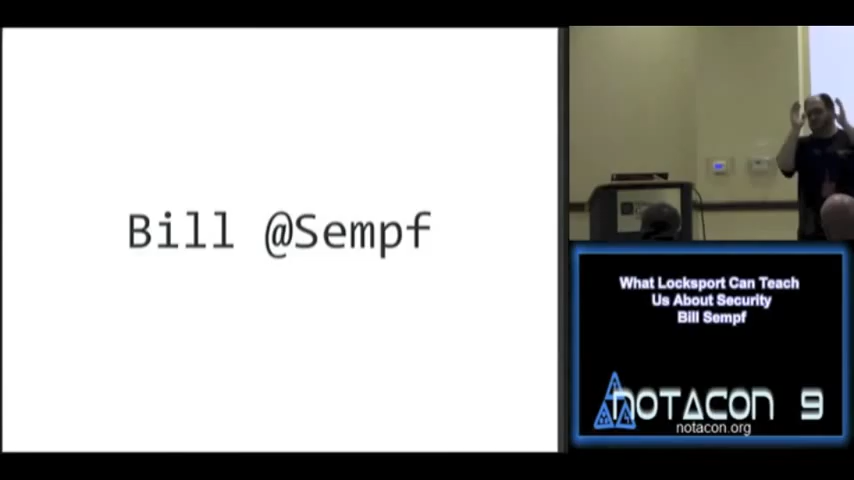 Bill @Sempf
What Locksport Can Teach
Us About Security
Bill Sempf
NOTACON 9
notacon.org